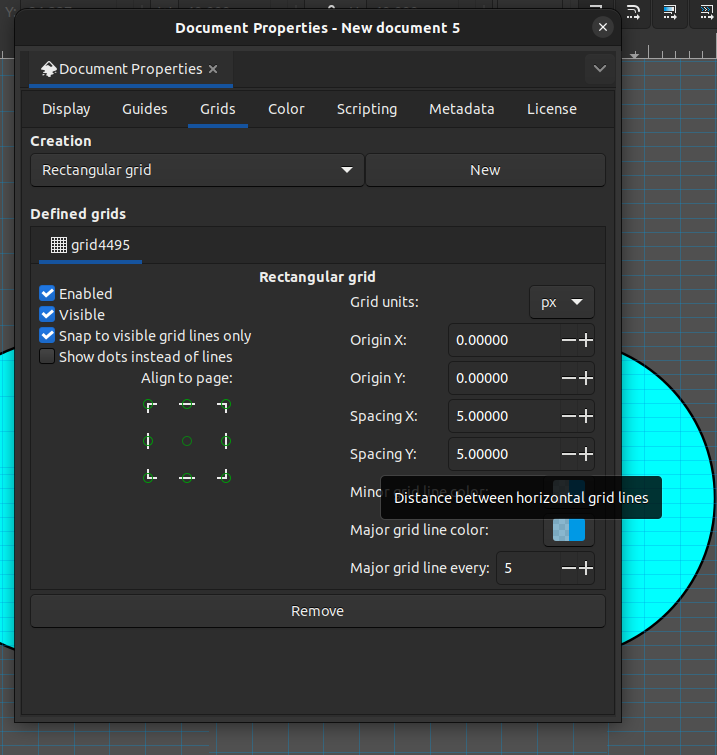 Document Properties - New document 5
Document Properties
Display Guides Grids Color Scripting Metadata License
Creation
Rectangular grid New
Defined grids
grid4495
Rectangular grid
Enabled
Visible
Snap to visible grid lines only
Show dots instead of lines
Align to page:
Grid units: px
Origin X: 0.00000
Origin Y: 0.00000
Spacing X: 5.00000
Spacing Y: 5.00000
Minor grid line color:
Distance between horizontal grid lines
Major grid line color:
Major grid line every: 5
Remove